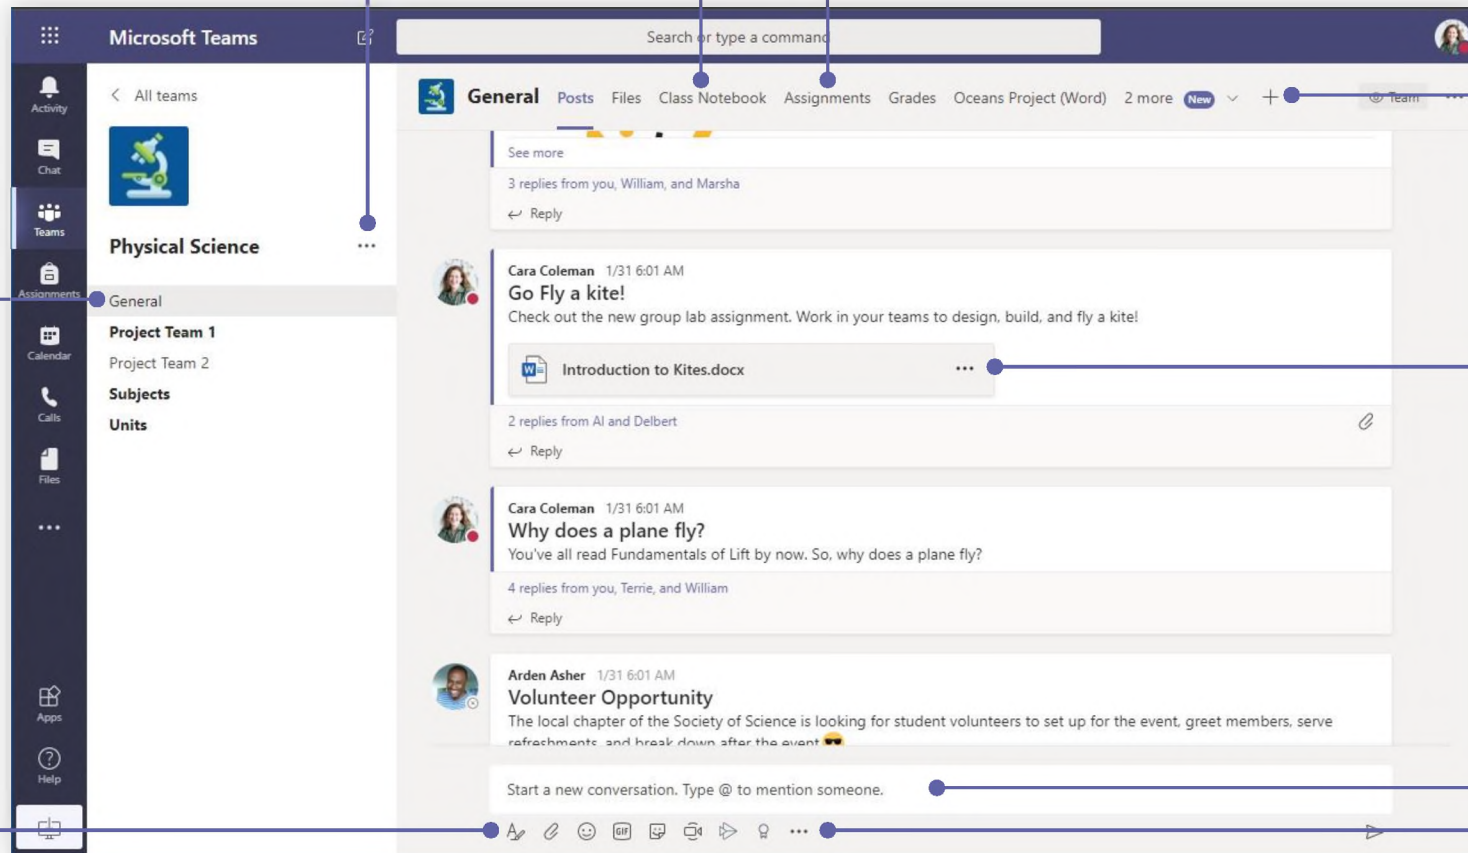 Microsoft Teams
Search or type a command
Activity
Chat
Teams
Assignments
Calendar
Calls
Files
Apps
Help
All teams
Physical Science
General
Project Team 1
Project Team 2
Subjects
Units
General Posts Files Class Notebook Assignments Grades Oceans Project (Word) 2 more New
Team
See more
3 replies from you, William, and Marsha
Reply
Cara Coleman 1/31 6:01 AM
Go Fly a kite!
Check out the new group lab assignment. Work in your teams to design, build, and fly a kite!
Introduction to Kites.docx
2 replies from Al and Delbert
Reply
Cara Coleman 1/31 6:01 AM
Why does a plane fly?
You've all read Fundamentals of Lift by now. So, why does a plane fly?
4 replies from you, Terrie, and William
Reply
Arden Asher 1/31 6:01 AM
Volunteer Opportunity
The local chapter of the Society of Science is looking for student volunteers to set up for the event, greet members, serve
refreshments, and break down after the event 😎
Start a new conversation. Type @ to mention someone.
GIF